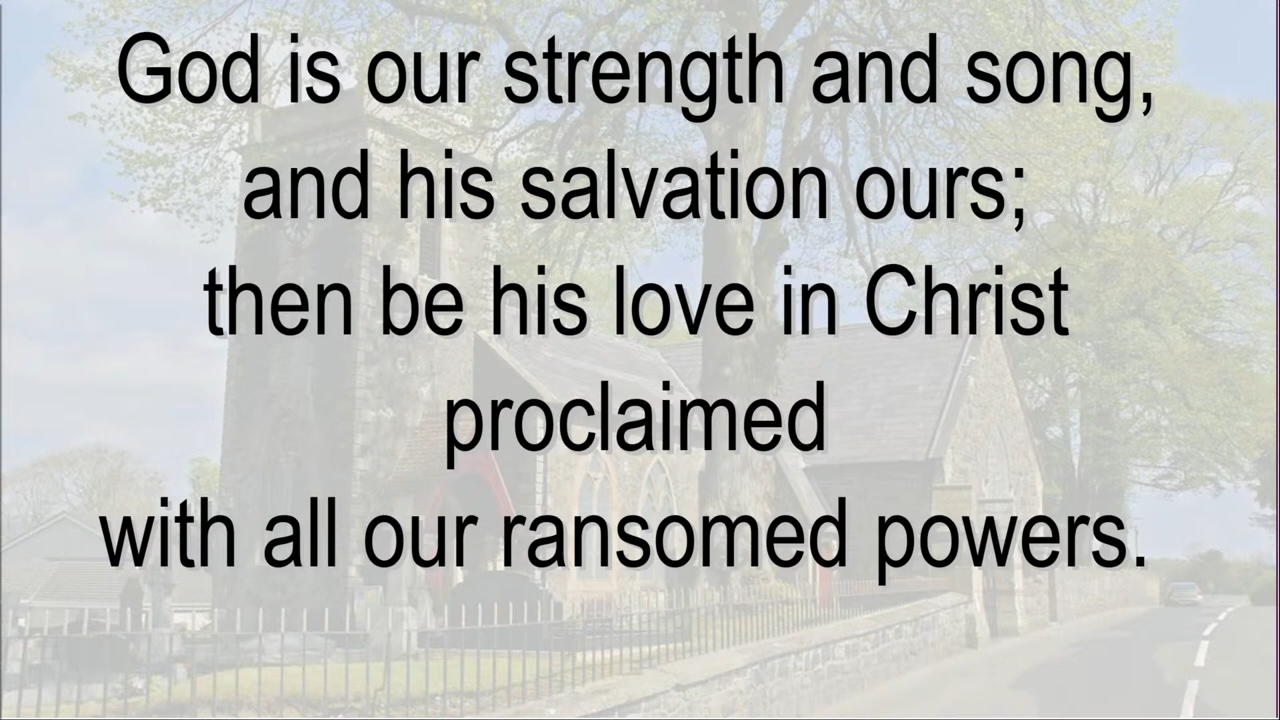 God is our strength and song,
and his salvation ours;
then be his love in Christ
proclaimed
with all our ransomed powers.